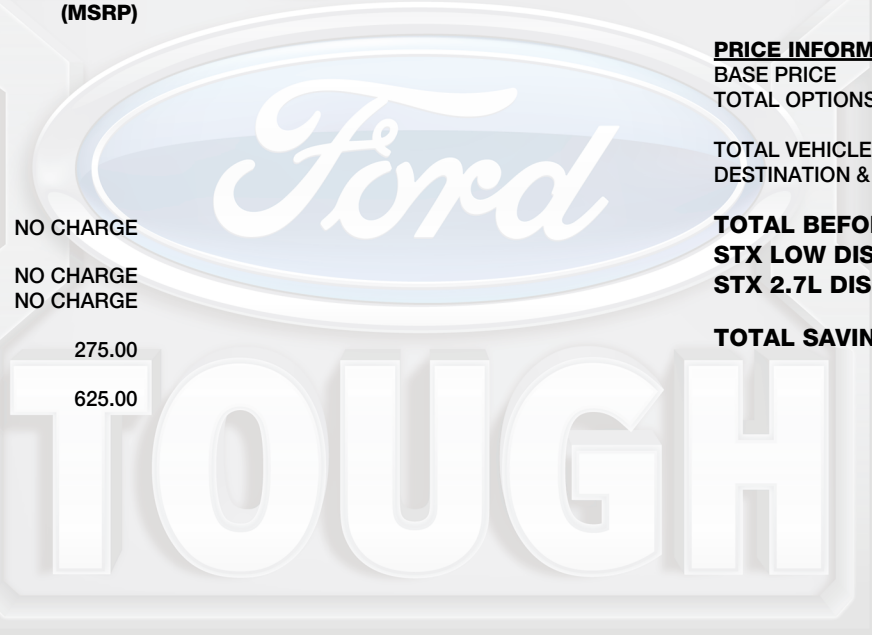 (MSRP)
NO CHARGE
NO CHARGE
NO CHARGE
275.00
625.00
PRICE INFORM
BASE PRICE
TOTAL OPTIONS
TOTAL VEHICLE
DESTINATION &
TOTAL BEFOR
STX LOW DIS
STX 2.7L DIS
TOTAL SAVIN
Ford
TOUGH